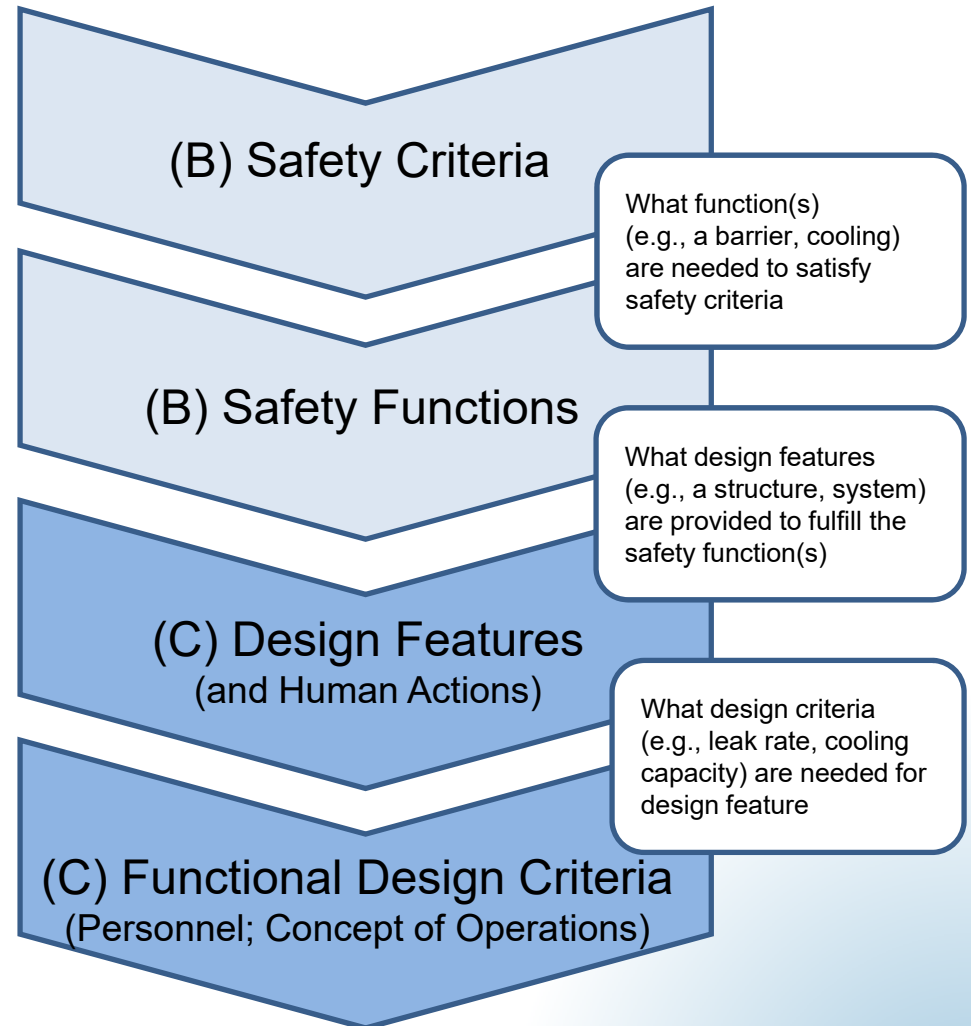 (B) Safety Criteria
What function(s)
(e.g., a barrier, cooling)
are needed to satisfy
safety criteria
(B) Safety Functions
What design features
(e.g., a structure, system)
are provided to fulfill the
safety function(s)
(C) Design Features
(and Human Actions)
What design criteria
(e.g., leak rate, cooling
capacity) are needed for
design feature
(C) Functional Design Criteria
(Personnel; Concept of Operations)